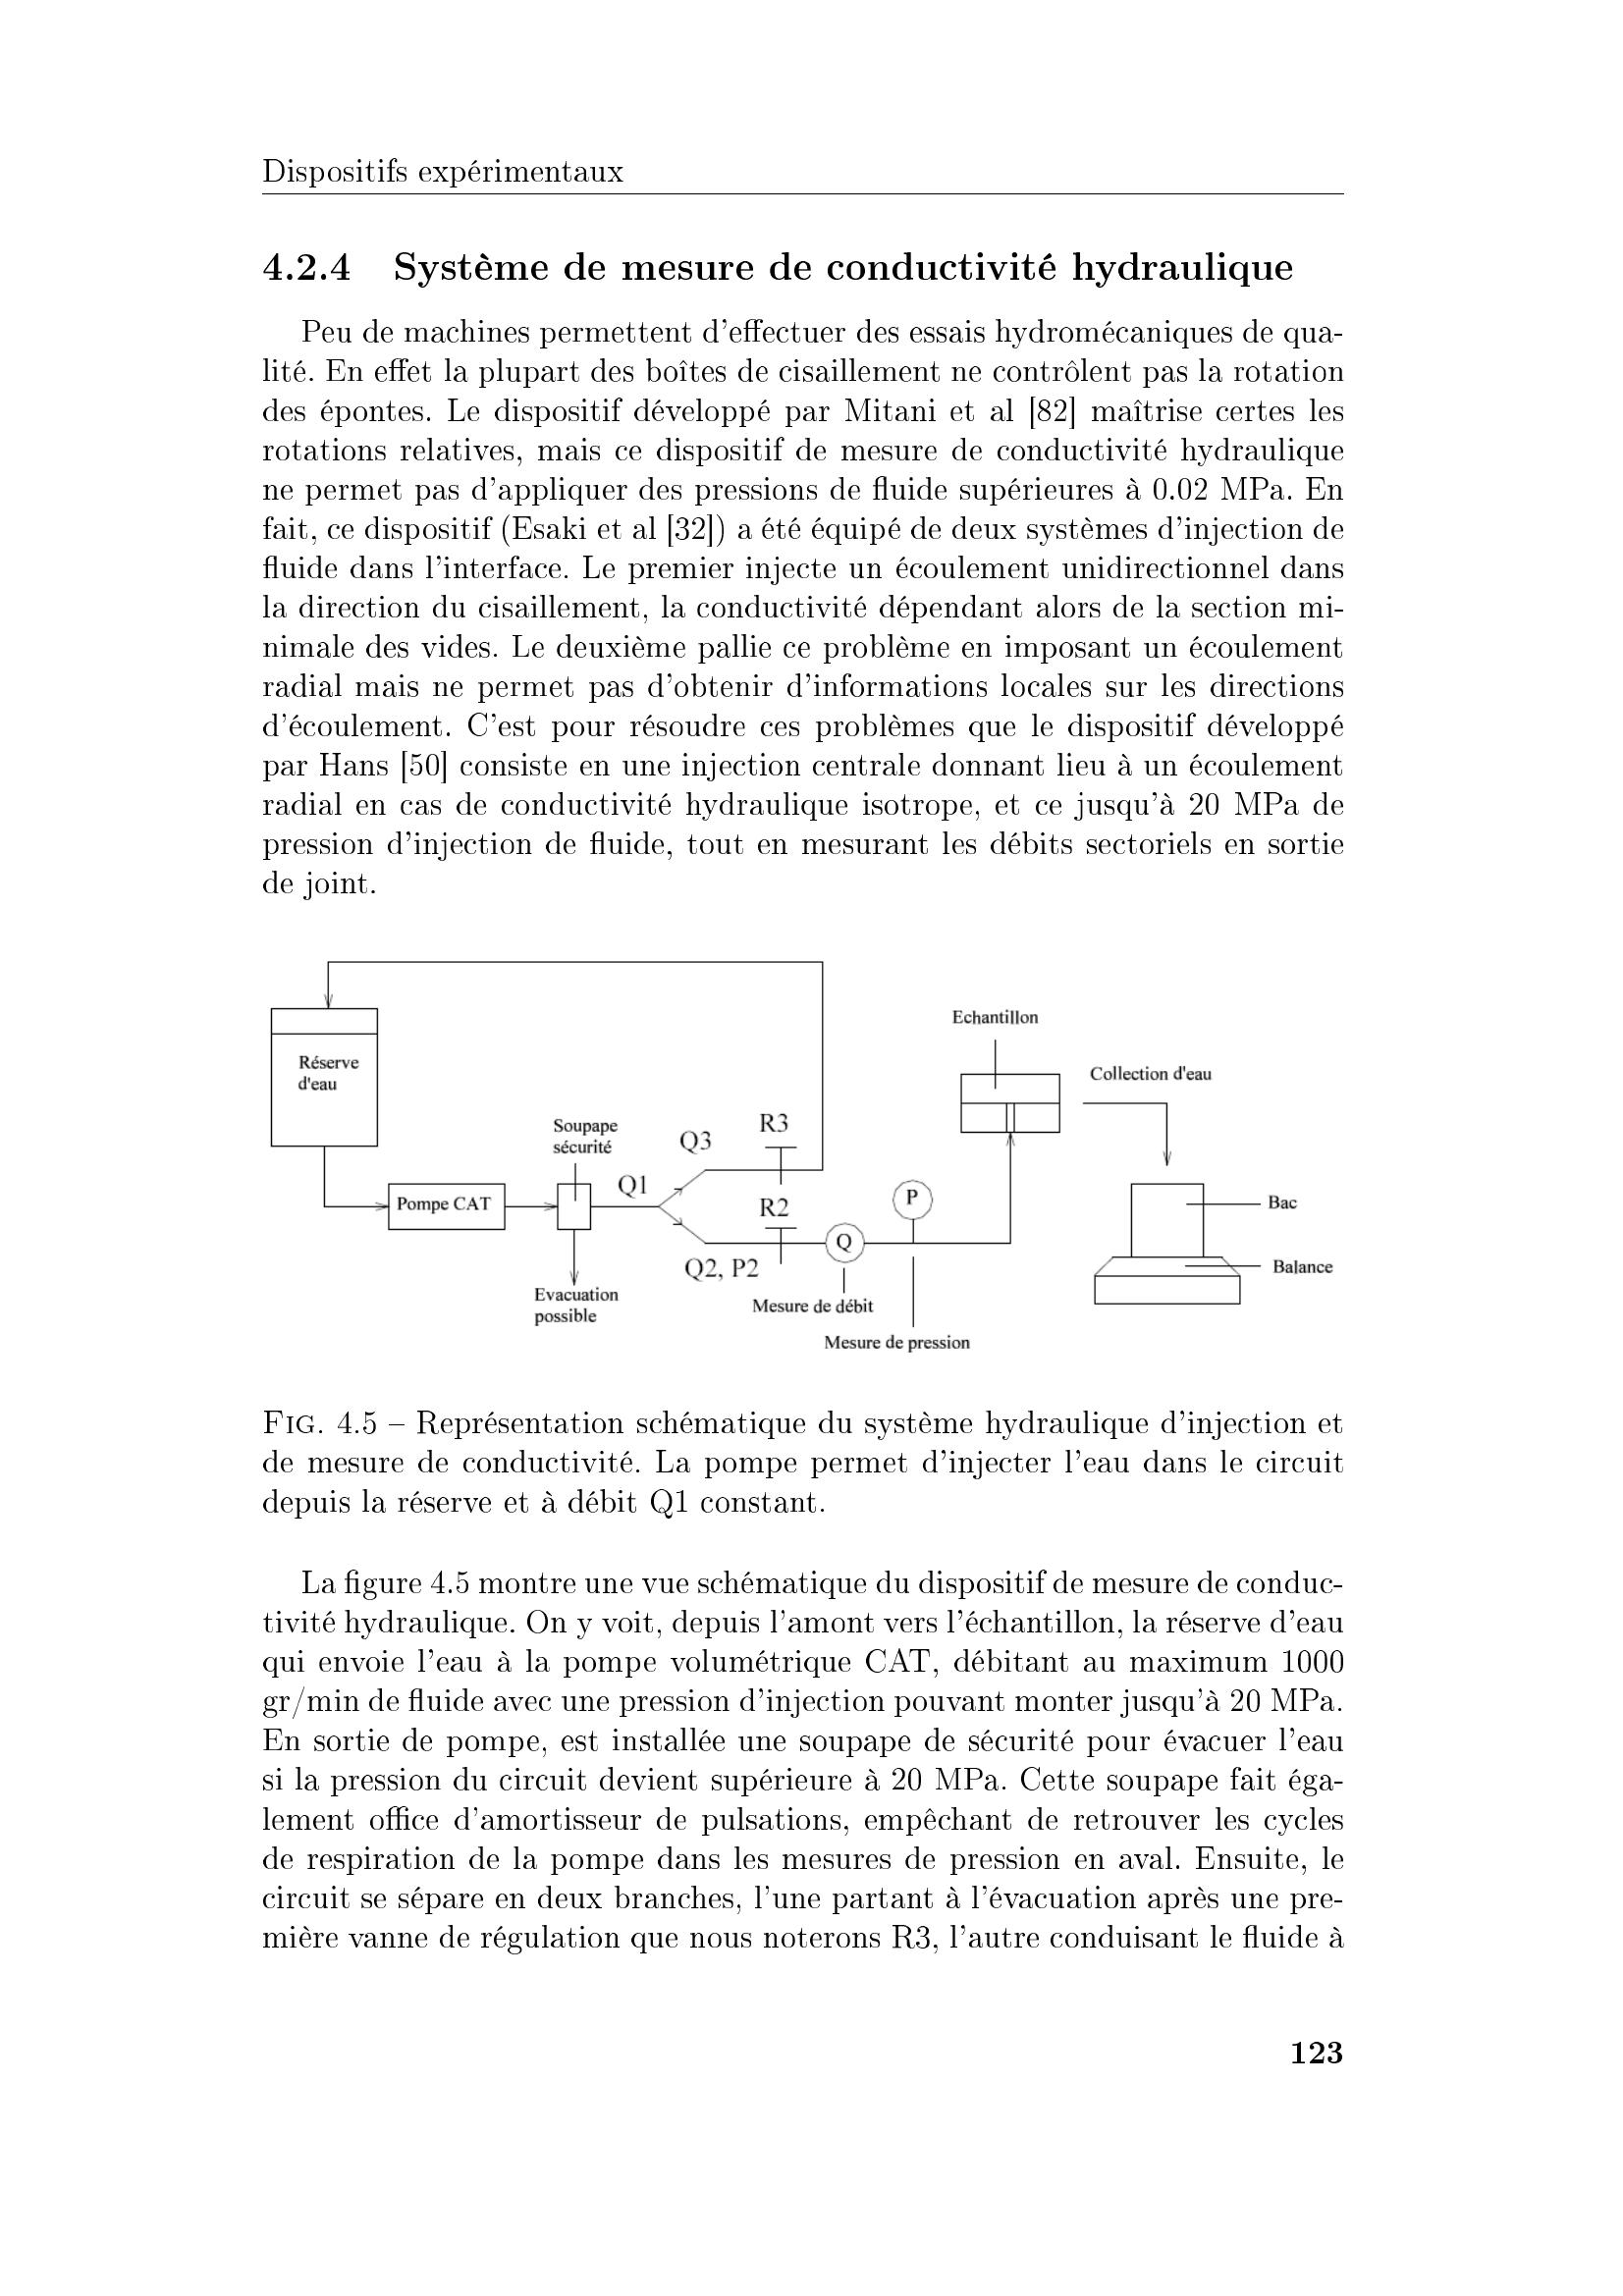 Dispositifs expérimentaux
4.2.4 Système de mesure de conductivité hydraulique
Peu de machines permettent d'effectuer des essais hydromécaniques de qua-
lité. En effet la plupart des boîtes de cisaillement ne contrôlent pas la rotation
des épontes. Le dispositif développé par Mitani et al [82] maîtrise certes les
rotations relatives, mais ce dispositif de mesure de conductivité hydraulique
ne permet pas d'appliquer des pressions de fluide supérieures à 0.02 MPa. En
fait, ce dispositif (Esaki et al [32]) a été équipé de deux systèmes d'injection de
fluide dans l'interface. Le premier injecte un écoulement unidirectionnel dans
la direction du cisaillement, la conductivité dépendant alors de la section mi-
nimale des vides. Le deuxième pallie ce problème en imposant un écoulement
radial mais ne permet pas d'obtenir d'informations locales sur les directions
d'écoulement. C'est pour résoudre ces problèmes que le dispositif développé
par Hans [50] consiste en une injection centrale donnant lieu à un écoulement
radial en cas de conductivité hydraulique isotrope, et ce jusqu'à 20 MPa de
pression d'injection de fluide, tout en mesurant les débits sectoriels en sortie
de joint.
Réserve
d'eau
Pompe CAT
Soupape
sécurité
Evacuation
possible
Q1
Q3
R3
R2
Q2, P2
Q
Mesure de débit
P
Mesure de pression
Echantillon
Collection d'eau
Bac
Balance
FIG. 4.5 – Représentation schématique du système hydraulique d'injection et
de mesure de conductivité. La pompe permet d'injecter l'eau dans le circuit
depuis la réserve et à débit Q1 constant.
La figure 4.5 montre une vue schématique du dispositif de mesure de conduc-
tivité hydraulique. On y voit, depuis l'amont vers l'échantillon, la réserve d'eau
qui envoie l'eau à la pompe volumétrique CAT, débitant au maximum 1000
gr/min de fluide avec une pression d'injection pouvant monter jusqu'à 20 MPa.
En sortie de pompe, est installée une soupape de sécurité pour évacuer l'eau
si la pression du circuit devient supérieure à 20 MPa. Cette soupape fait éga-
lement office d'amortisseur de pulsations, empêchant de retrouver les cycles
de respiration de la pompe dans les mesures de pression en aval. Ensuite, le
circuit se sépare en deux branches, l'une partant à l'évacuation après une pre-
mière vanne de régulation que nous noterons R3, l'autre conduisant le fluide à
123